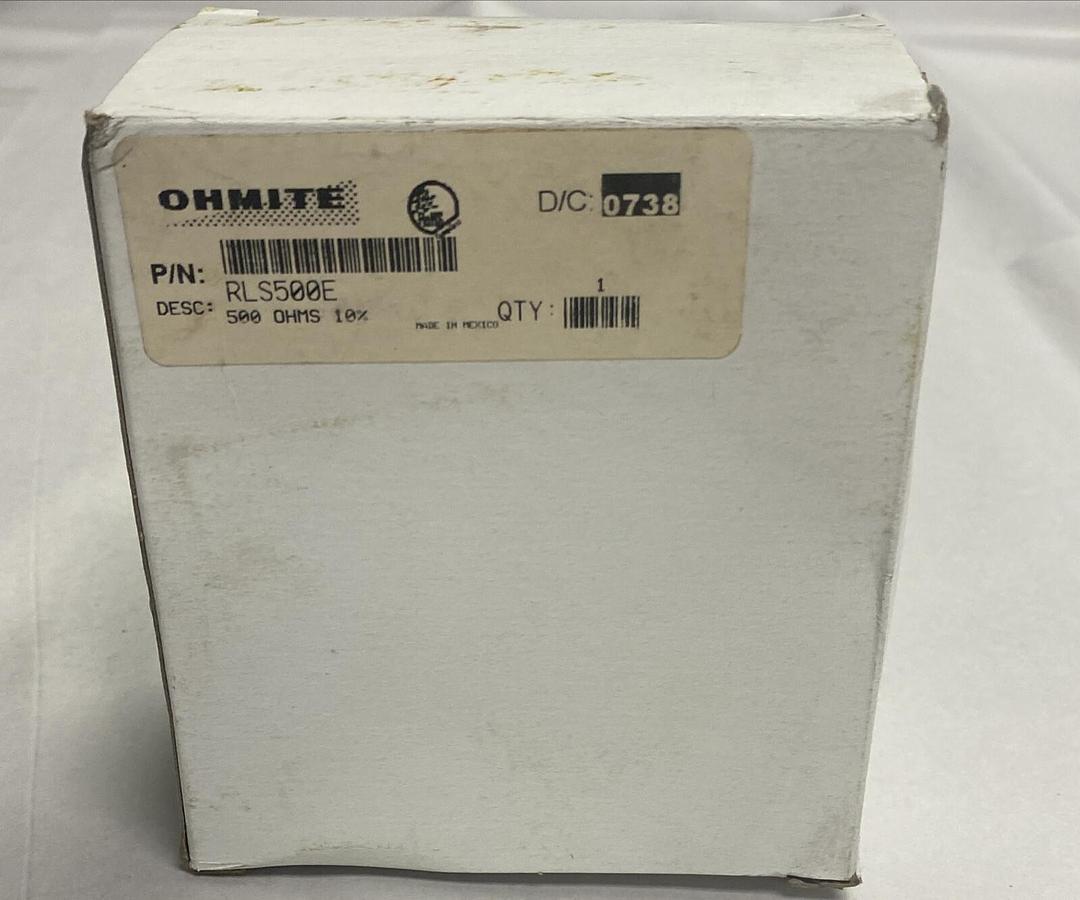 OHMITE
D/C: 0738
P/N:
RLS500E
DESC: 500 OHMS 10%
MADE IN MEXICO
QTY: 1